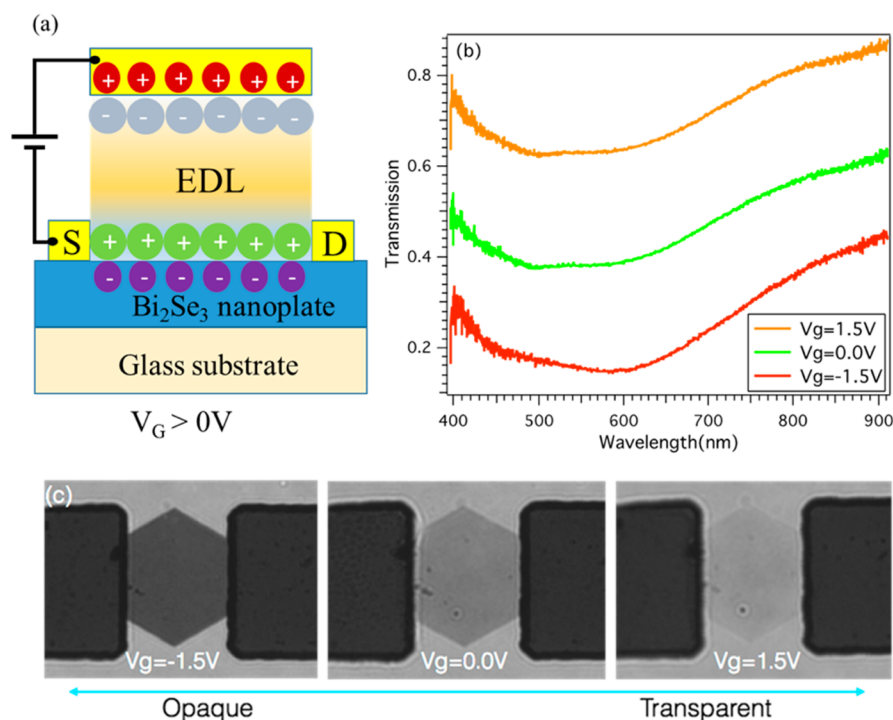 (a)
+ + + + + +
- - - - - -
EDL
S + + + + + + D
- - - - - -
Bi₂Se₃ nanoplate
Glass substrate
V_G > 0V
(b)
0.8
0.6
0.4
0.2
Transmission
400 500 600 700 800 900
Wavelength(nm)
Vg=1.5V
Vg=0.0V
Vg=-1.5V
(c)
Vg=-1.5V Vg=0.0V Vg=1.5V
Opaque Transparent